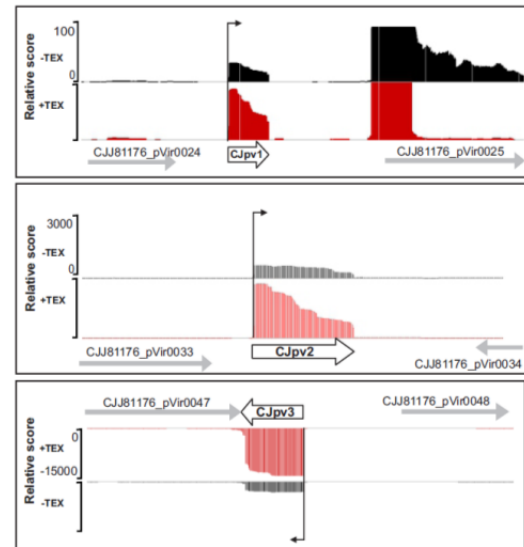 100
-TEX
0
+TEX
Relative score
CJJ81176_pVir0024
CJpv1
CJJ81176_pVir0025
3000
-TEX
0
+TEX
Relative score
CJJ81176_pVir0033
CJpv2
CJJ81176_pVir0034
CJJ81176_pVir0047
CJpv3
CJJ81176_pVir0048
0
+TEX
-15000
-TEX
Relative score